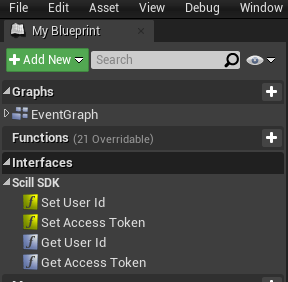 File Edit Asset View Debug Window
My Blueprint
+ Add New Search
Graphs
EventGraph
Functions (21 Overridable)
Interfaces
Scill SDK
f Set User Id
f Set Access Token
f Get User Id
f Get Access Token